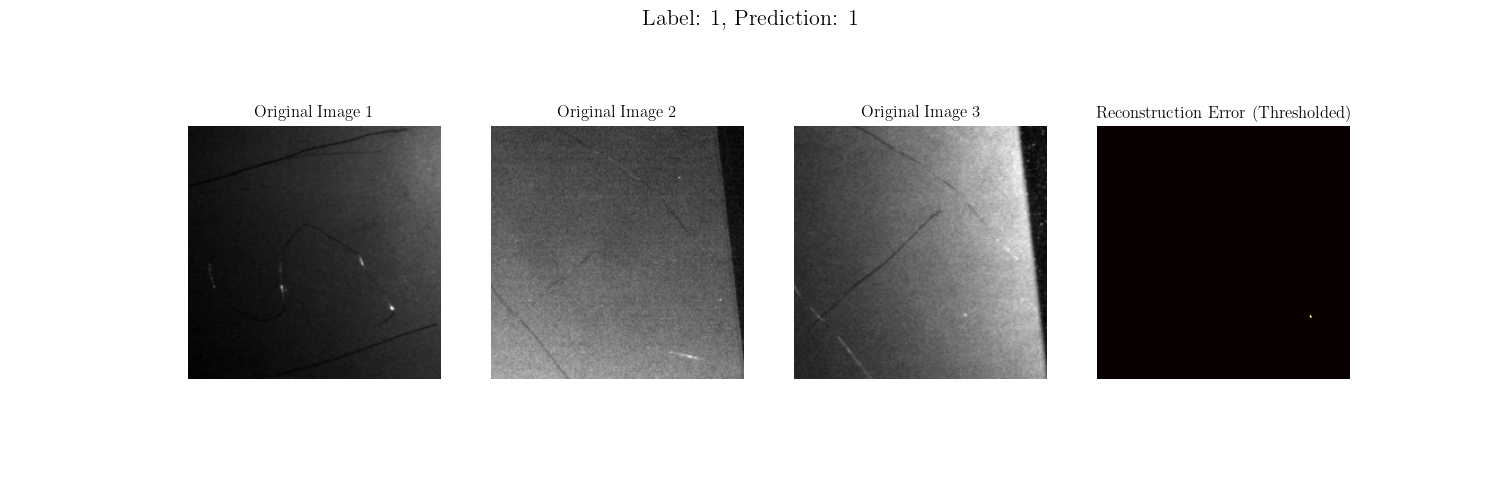 Label: 1, Prediction: 1
Original Image 1
Original Image 2
Original Image 3
Reconstruction Error (Thresholded)